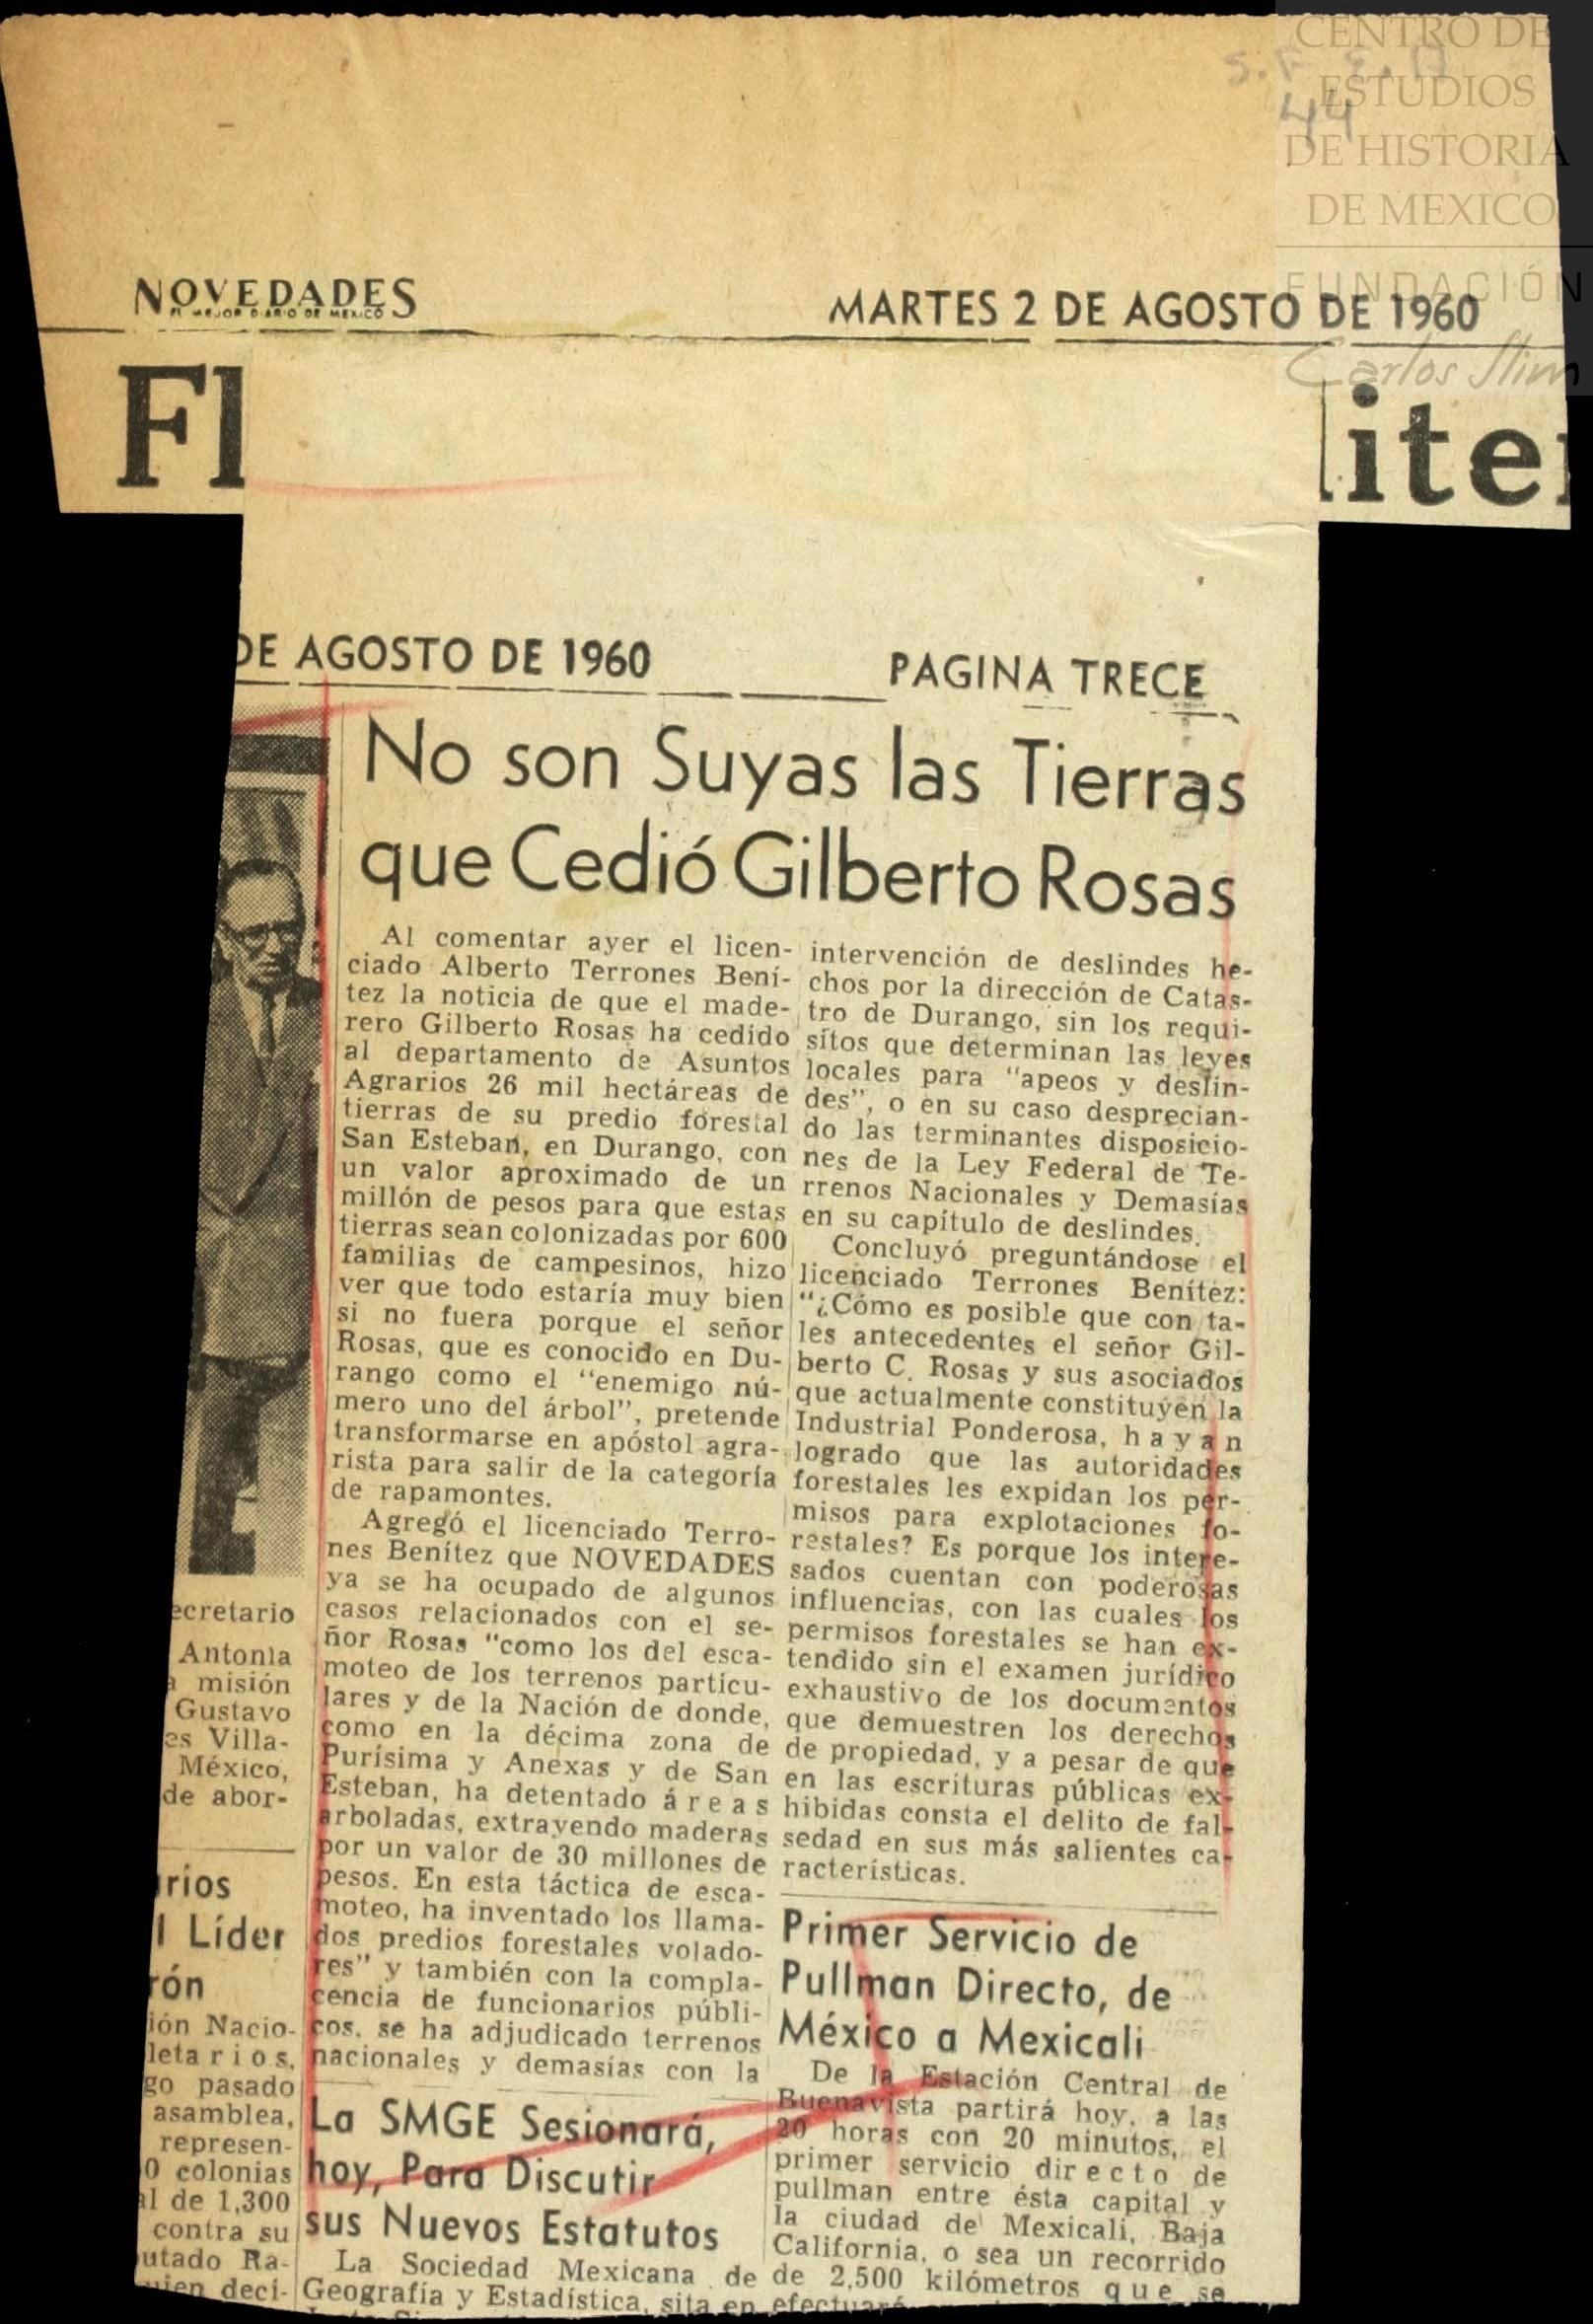 CENTRO DE
ESTUDIOS
DE HISTORIA
DE MEXICO
FUNDACIÓN
Carlos Slim
44
NOVEDADES
EL MEJOR DIARIO DE MEXICO
MARTES 2 DE AGOSTO DE 1960
Fl
lite
DE AGOSTO DE 1960
PAGINA TRECE
No son Suyas las Tierras
que Cedió Gilberto Rosas
Al comentar ayer el licen-
ciado Alberto Terrones Bení-
tez la noticia de que el made-
rero Gilberto Rosas ha cedido
al departamento de Asuntos
Agrarios 26 mil hectáreas de
tierras de su predio forestal
San Esteban, en Durango, con
un valor aproximado de un
millón de pesos para que estas
tierras sean colonizadas por 600
familias de campesinos, hizo
ver que todo estaría muy bien
si no fuera porque el señor
Rosas, que es conocido en Du-
rango como el "enemigo nú-
mero uno del árbol", pretende
transformarse en apóstol agra-
rista para salir de la categoría
de rapamontes.
Agregó el licenciado Terro-
nes Benítez que NOVEDADES
ya se ha ocupado de algunos
casos relacionados con el se-
ñor Rosas "como los del esca-
moteo de los terrenos particu-
lares y de la Nación de donde,
como en la décima zona de
Purísima y Anexas y de San
Esteban, ha detentado áreas
arboladas, extrayendo maderas
por un valor de 30 millones de
pesos. En esta táctica de esca-
moteo, ha inventado los llama-
dos predios forestales volado-
res" y también con la compla-
cencia de funcionarios públi-
cos, se ha adjudicado terrenos
nacionales y demasías con la
intervención de deslindes he-
chos por la dirección de Catas-
tro de Durango, sin los requi-
sitos que determinan las leyes
locales para "apeos y deslin-
des", o en su caso desprecian-
do las terminantes disposicio-
nes de la Ley Federal de Te-
rrenos Nacionales y Demasías
en su capítulo de deslindes.
Concluyó preguntándose el
licenciado Terrones Benítez:
"¿Cómo es posible que con ta-
les antecedentes el señor Gil-
berto C. Rosas y sus asociados
que actualmente constituyen la
Industrial Ponderosa, hayan
logrado que las autoridades
forestales les expidan los per-
misos para explotaciones fo-
restales? Es porque los intere-
sados cuentan con poderosas
influencias, con las cuales los
permisos forestales se han ex-
tendido sin el examen jurídico
exhaustivo de los documentos
que demuestren los derechos
de propiedad, y a pesar de que
en las escrituras públicas ex-
hibidas consta el delito de fal-
sedad en sus más salientes ca-
racterísticas.
ecretario
Antonia
a misión
Gustavo
es Villa-
México,
de abor-
rios
l Líder
rón
ión Nacio-
letarios,
go pasado
asamblea,
represen-
0 colonias
al de 1,300
contra su
utado Ra-
uien deci-
La SMGE Sesionará,
hoy, Para Discutir
sus Nuevos Estatutos
La Sociedad Mexicana de
Geografía y Estadística, sita en
Primer Servicio de
Pullman Directo, de
México a Mexicali
De la Estación Central de
Buenavista partirá hoy, a las
20 horas con 20 minutos, el
primer servicio directo de
pullman entre ésta capital y
la ciudad de Mexicali, Baja
California, o sea un recorrido
de 2,500 kilómetros que se
efectuará